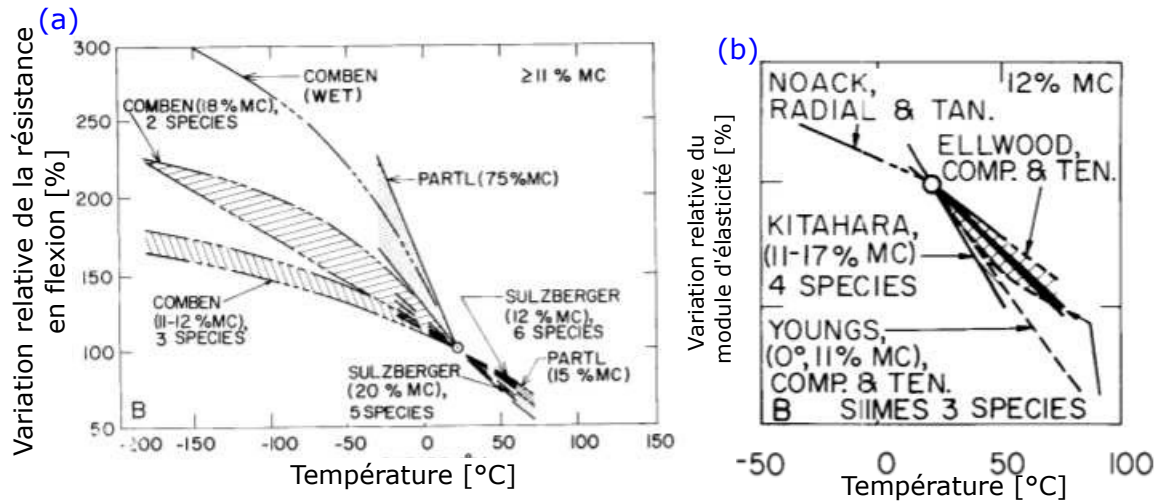 (a)
Variation relative de la résistance
en flexion [%]
300
250
200
150
100
50
COMBEN
(WET)
≥11 % MC
COMBEN (18% MC),
2 SPECIES
PARTL (75% MC)
COMBEN
(11-12 % MC),
3 SPECIES
SULZBERGER
(12 % MC),
6 SPECIES
SULZBERGER
(20 % MC),
5 SPECIES
PARTL
(15 % MC)
B
-200 -150 -100 -50 0 50 100 150
Température [°C]
(b)
Variation relative du
module d'élasticité [%]
NOACK,
RADIAL & TAN.
12% MC
ELLWOOD,
COMP. & TEN.
KITAHARA,
(11-17% MC)
4 SPECIES
YOUNGS,
(0°, 11% MC),
COMP. & TEN.
B SIIMES 3 SPECIES
-50 0 50 100
Température [°C]